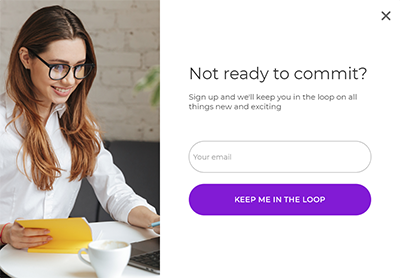 Not ready to commit?
Sign up and we'll keep you in the loop on all
things new and exciting
Your email
KEEP ME IN THE LOOP